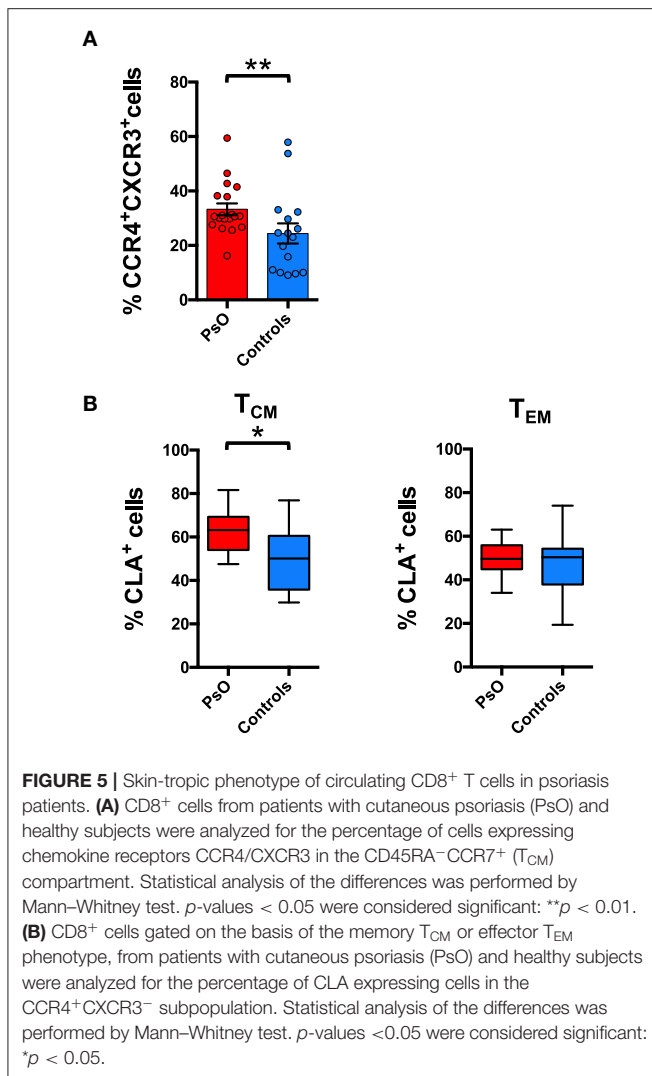 A
**
% CCR4⁺CXCR3⁺cells
80
60
40
20
0
PsO
Controls
B
T_CM
*
% CLA⁺ cells
100
80
60
40
20
0
PsO
Controls
T_EM
% CLA⁺ cells
100
80
60
40
20
0
PsO
Controls
FIGURE 5 | Skin-tropic phenotype of circulating CD8⁺ T cells in psoriasis
patients. (A) CD8⁺ cells from patients with cutaneous psoriasis (PsO) and
healthy subjects were analyzed for the percentage of cells expressing
chemokine receptors CCR4/CXCR3 in the CD45RA⁻CCR7⁺ (T_CM)
compartment. Statistical analysis of the differences was performed by
Mann–Whitney test. p-values < 0.05 were considered significant: **p < 0.01.
(B) CD8⁺ cells gated on the basis of the memory T_CM or effector T_EM
phenotype, from patients with cutaneous psoriasis (PsO) and healthy subjects
were analyzed for the percentage of CLA expressing cells in the
CCR4⁺CXCR3⁻ subpopulation. Statistical analysis of the differences was
performed by Mann–Whitney test. p-values <0.05 were considered significant:
*p < 0.05.